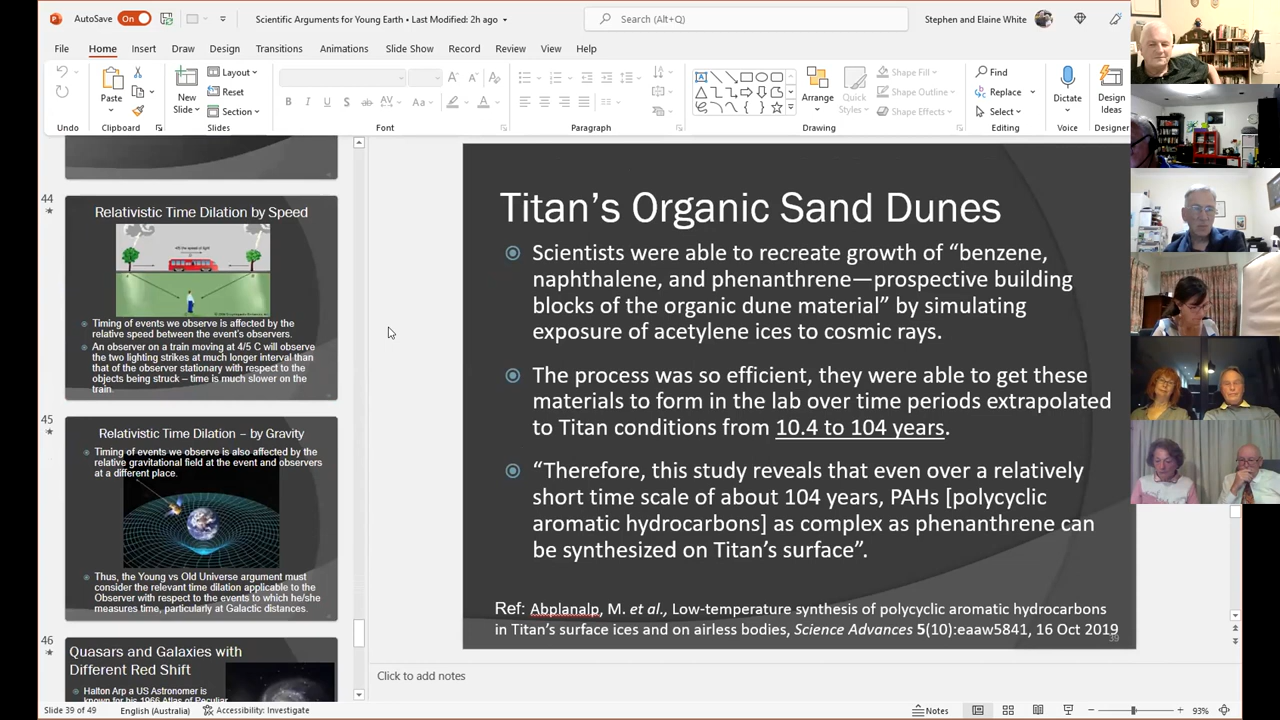 AutoSave
On
Scientific Arguments for Young Earth • Last Modified: 2h ago
Search (Alt+Q)
Stephen and Elaine White
File Home Insert Draw Design Transitions Animations Slide Show Record Review View Help
Paste
New Slide
Layout
Reset
Section
B I U S ab AV Aa A
Arrange
Quick Styles
Shape Fill
Shape Outline
Shape Effects
Find
Replace
Select
Dictate
Design Ideas
Undo Clipboard Slides Font Paragraph Drawing Editing Voice Designer
44
Relativistic Time Dilation by Speed
Timing of events we observe is affected by the
relative speed between the event's observers.
An observer on a train moving at 4/5 C will observe
the two lighting strikes at much longer interval than
that of the observer stationary with respect to the
objects being struck – time is much slower on the
train.
45
Relativistic Time Dilation – by Gravity
Timing of events we observe is also affected by the
relative gravitational field at the event and observers
at a different place.
Thus, the Young vs Old Universe argument must
consider the relevant time dilation applicable to the
Observer with respect to the events to which he/she
measures time, particularly at Galactic distances.
46
Quasars and Galaxies with
Different Red Shift
Halton Arp a US Astronomer is
known for his 1966 Atlas of Peculiar
Titan's Organic Sand Dunes
Scientists were able to recreate growth of “benzene,
naphthalene, and phenanthrene—prospective building
blocks of the organic dune material” by simulating
exposure of acetylene ices to cosmic rays.
The process was so efficient, they were able to get these
materials to form in the lab over time periods extrapolated
to Titan conditions from 10.4 to 104 years.
“Therefore, this study reveals that even over a relatively
short time scale of about 104 years, PAHs [polycyclic
aromatic hydrocarbons] as complex as phenanthrene can
be synthesized on Titan's surface”.
Ref: Abplanalp, M. et al., Low-temperature synthesis of polycyclic aromatic hydrocarbons
in Titan's surface ices and on airless bodies, Science Advances 5(10):eaaw5841, 16 Oct 2019
39
Click to add notes
Slide 39 of 49 English (Australia) Accessibility: Investigate Notes 93%